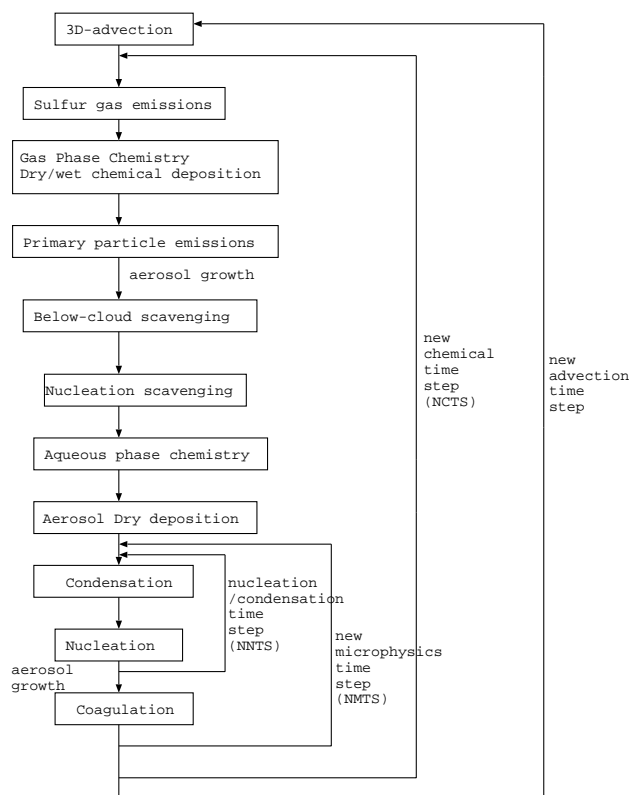 3D-advection
Sulfur gas emissions
Gas Phase Chemistry
Dry/wet chemical deposition
Primary particle emissions
aerosol growth
Below-cloud scavenging
Nucleation scavenging
Aqueous phase chemistry
Aerosol Dry deposition
Condensation
Nucleation
aerosol
growth
Coagulation
nucleation
/condensation
time
step
(NNTS)
new
microphysics
time
step
(NMTS)
new
chemical
time
step
(NCTS)
new
advection
time
step